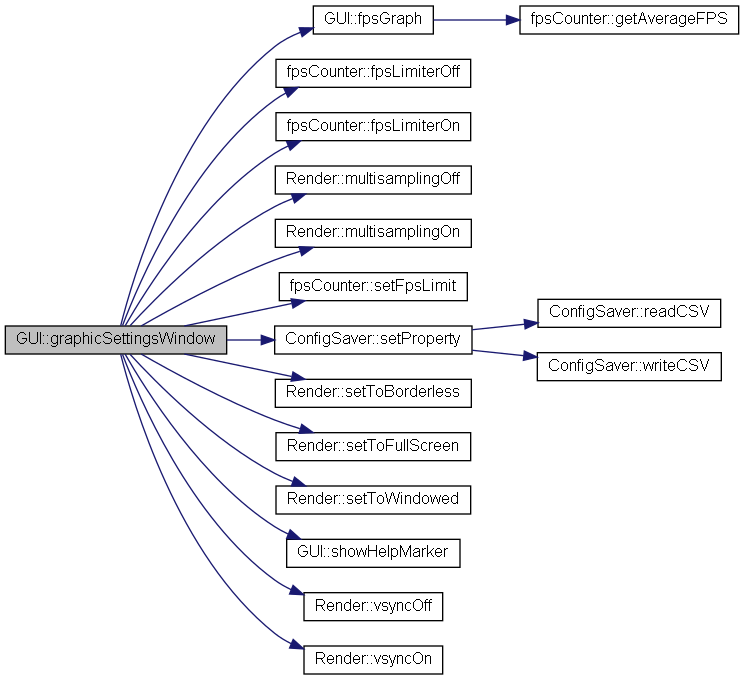 GUI::graphicSettingsWindow
GUI::fpsGraph
fpsCounter::getAverageFPS
fpsCounter::fpsLimiterOff
fpsCounter::fpsLimiterOn
Render::multisamplingOff
Render::multisamplingOn
fpsCounter::setFpsLimit
ConfigSaver::setProperty
ConfigSaver::readCSV
ConfigSaver::writeCSV
Render::setToBorderless
Render::setToFullScreen
Render::setToWindowed
GUI::showHelpMarker
Render::vsyncOff
Render::vsyncOn